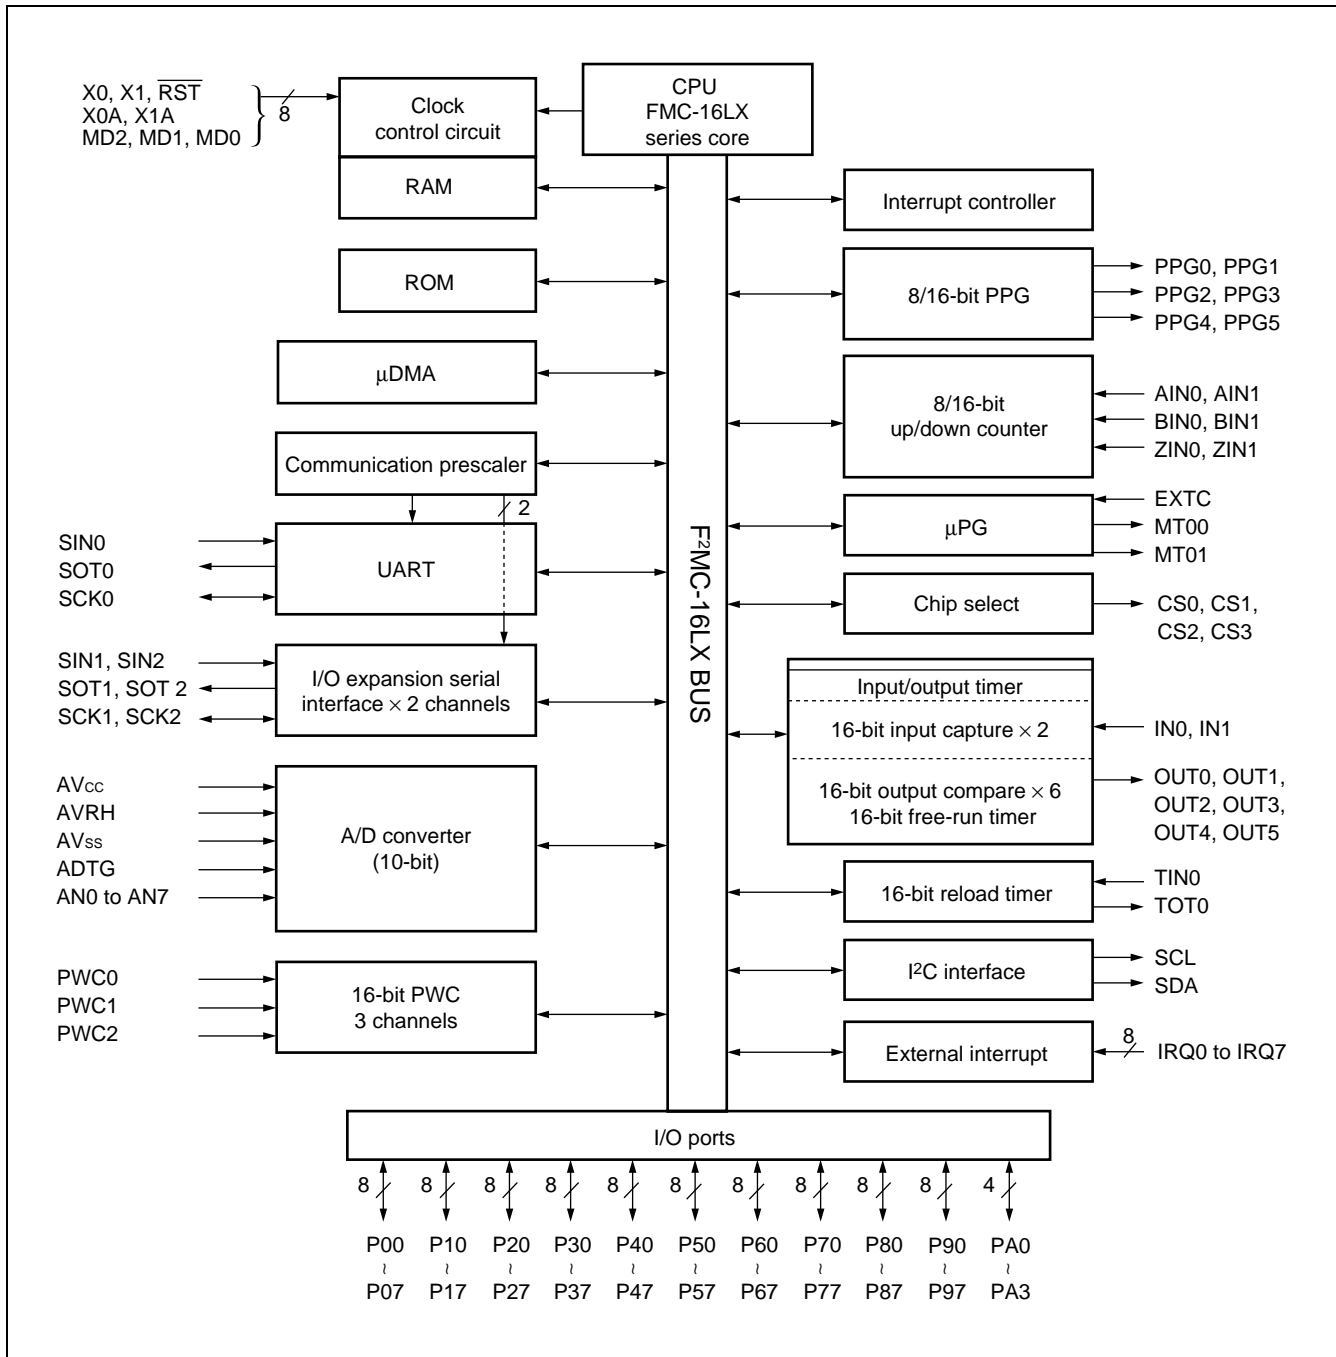 X0, X1, RST
X0A, X1A
MD2, MD1, MD0
8
Clock
control circuit
CPU
FMC-16LX
series core
RAM
ROM
μDMA
Communication prescaler
2
SIN0
SOT0
SCK0
UART
SIN1, SIN2
SOT1, SOT 2
SCK1, SCK2
I/O expansion serial
interface × 2 channels
AVCC
AVRH
AVSS
ADTG
AN0 to AN7
A/D converter
(10-bit)
PWC0
PWC1
PWC2
16-bit PWC
3 channels
F²MC-16LX BUS
Interrupt controller
8/16-bit PPG
PPG0, PPG1
PPG2, PPG3
PPG4, PPG5
8/16-bit
up/down counter
AIN0, AIN1
BIN0, BIN1
ZIN0, ZIN1
μPG
EXTC
MT00
MT01
Chip select
CS0, CS1,
CS2, CS3
Input/output timer
16-bit input capture × 2
16-bit output compare × 6
16-bit free-run timer
IN0, IN1
OUT0, OUT1,
OUT2, OUT3,
OUT4, OUT5
16-bit reload timer
TIN0
TOT0
I²C interface
SCL
SDA
External interrupt
8
IRQ0 to IRQ7
I/O ports
8 8 8 8 8 8 8 8 8 8 4
P00 P10 P20 P30 P40 P50 P60 P70 P80 P90 PA0
~ ~ ~ ~ ~ ~ ~ ~ ~ ~ ~
P07 P17 P27 P37 P47 P57 P67 P77 P87 P97 PA3